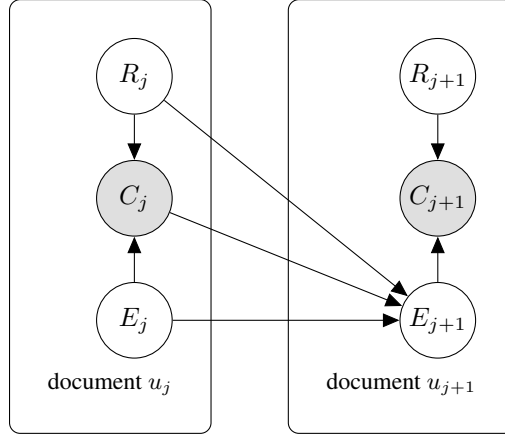 R_j
R_{j+1}
C_j
C_{j+1}
E_j
E_{j+1}
document u_j
document u_{j+1}